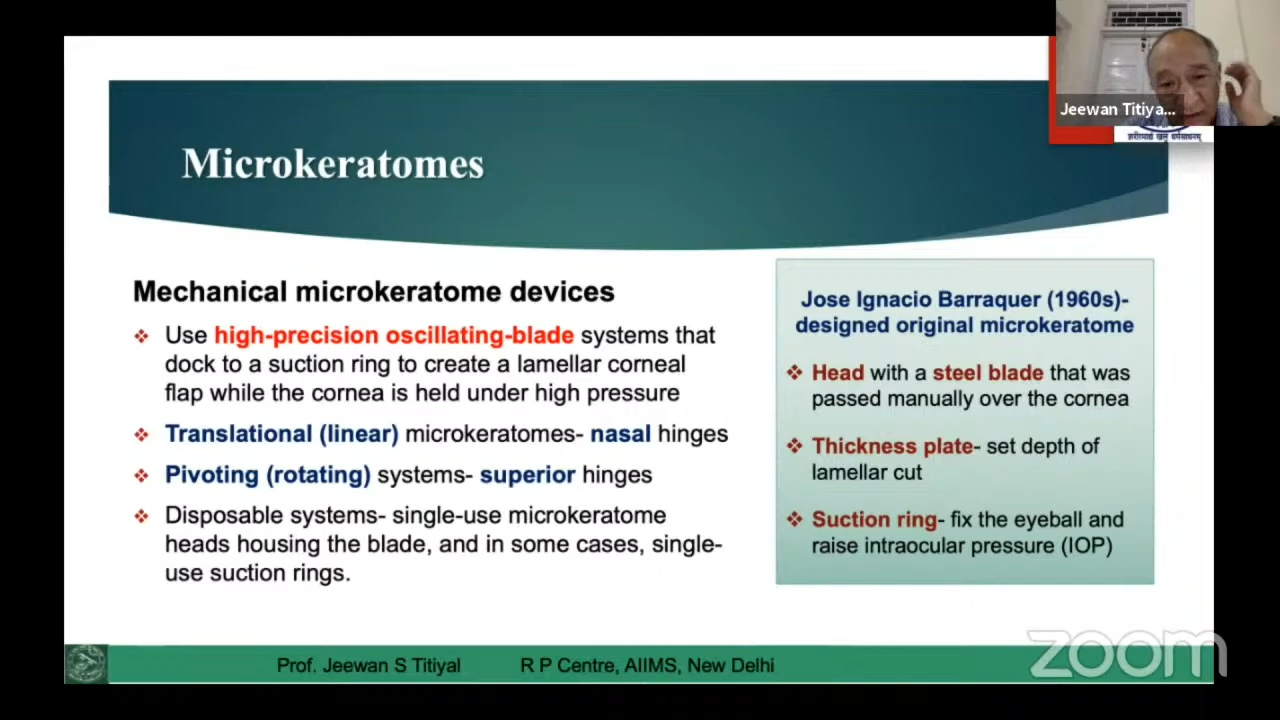 Jeewan Titiya...
Microkeratomes
Mechanical microkeratome devices
❖ Use high-precision oscillating-blade systems that
dock to a suction ring to create a lamellar corneal
flap while the cornea is held under high pressure
❖ Translational (linear) microkeratomes- nasal hinges
❖ Pivoting (rotating) systems- superior hinges
❖ Disposable systems- single-use microkeratome
heads housing the blade, and in some cases, single-
use suction rings.
Jose Ignacio Barraquer (1960s)-
designed original microkeratome
❖ Head with a steel blade that was
passed manually over the cornea
❖ Thickness plate- set depth of
lamellar cut
❖ Suction ring- fix the eyeball and
raise intraocular pressure (IOP)
Prof. Jeewan S Titiyal R P Centre, AIIMS, New Delhi
zoom